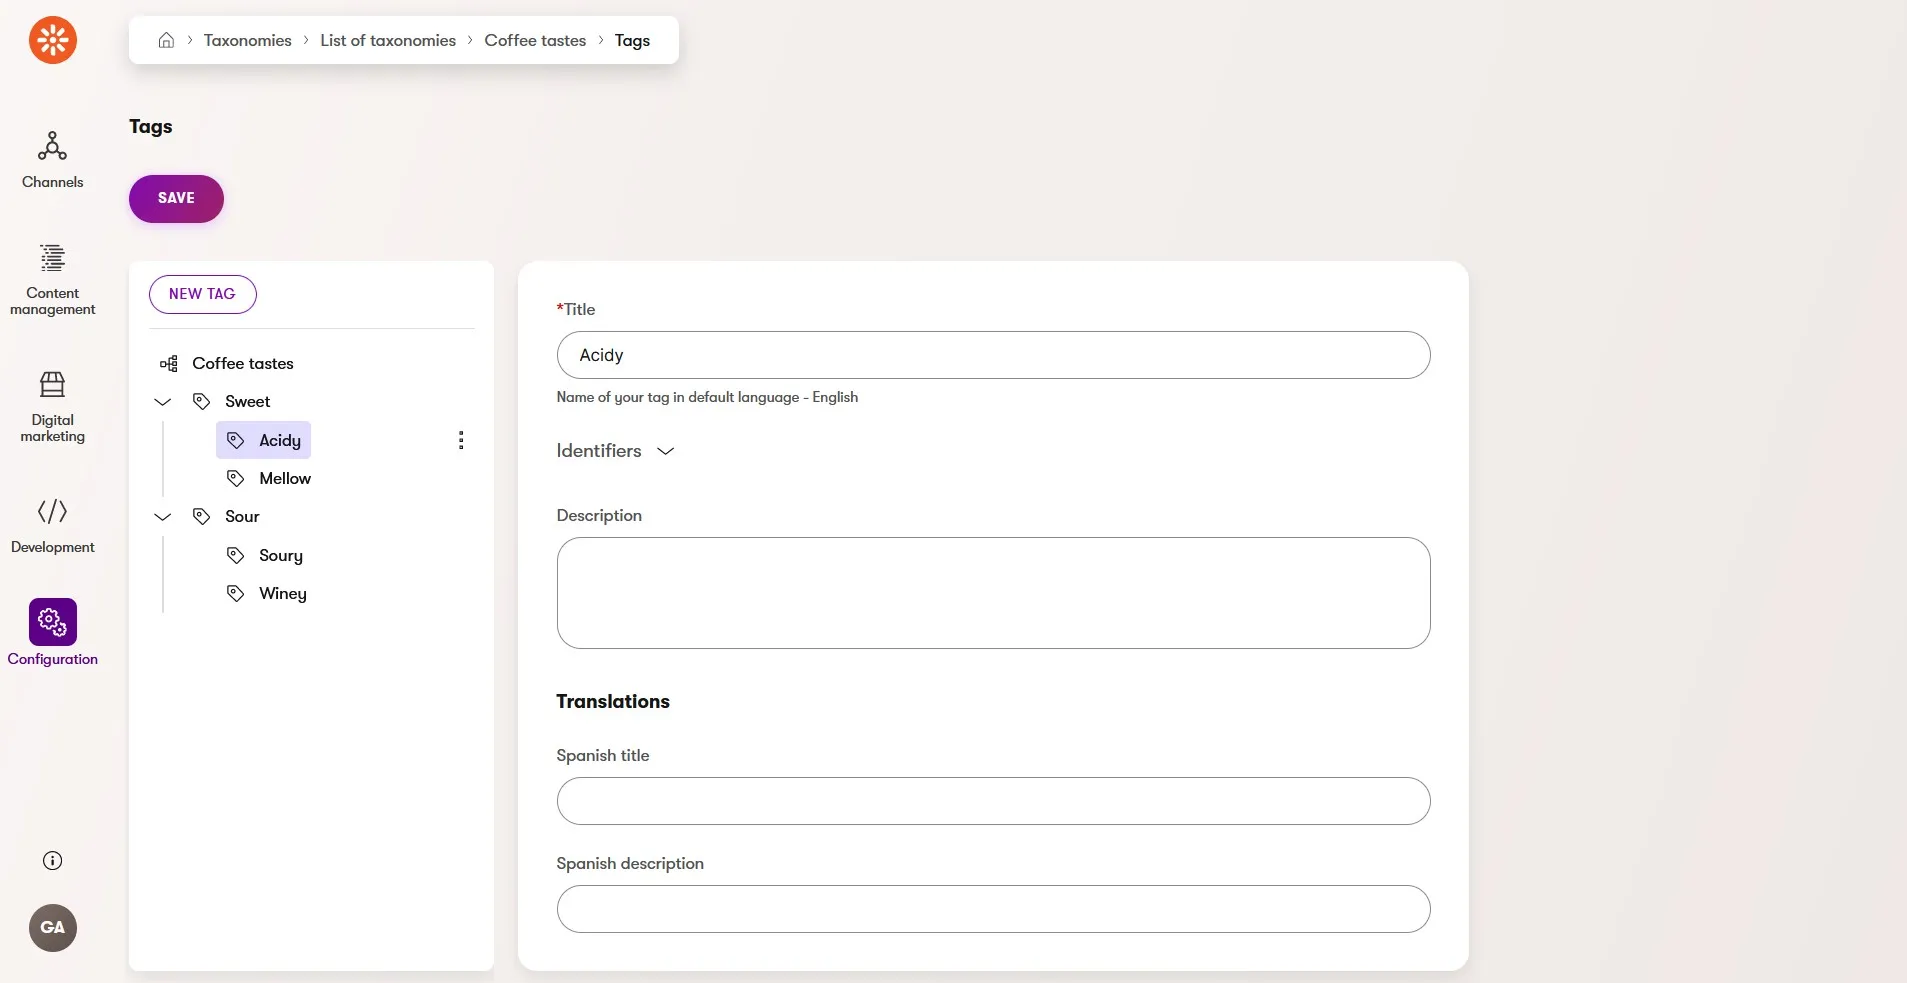 Taxonomies List of taxonomies Coffee tastes Tags
Tags
SAVE
Channels
Content
management
Digital
marketing
Development
Configuration
GA
NEW TAG
Coffee tastes
Sweet
Acidy
Mellow
Sour
Soury
Winey
*Title
Acidy
Name of your tag in default language - English
Identifiers
Description
Translations
Spanish title
Spanish description